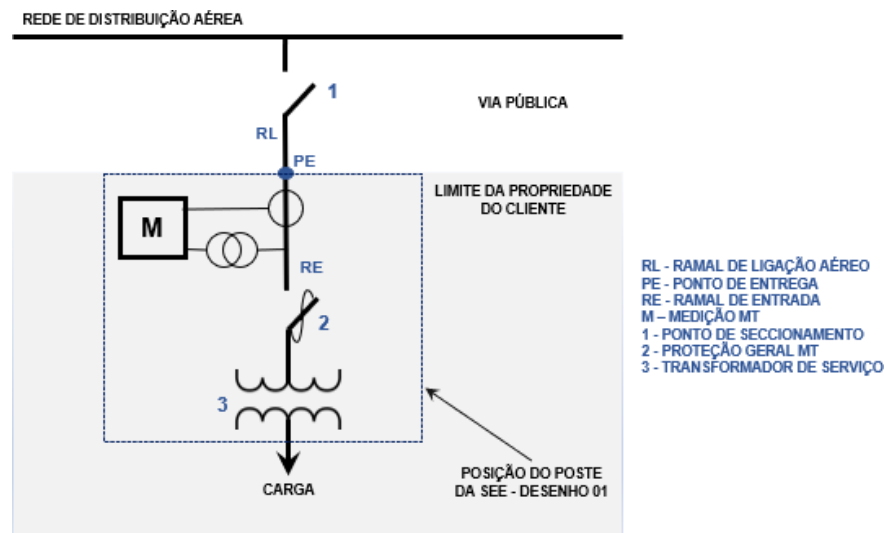 REDE DE DISTRIBUIÇÃO AÉREA
1
VIA PÚBLICA
RL
PE
LIMITE DA PROPRIEDADE
DO CLIENTE
M
RE
2
3
CARGA
POSIÇÃO DO POSTE
DA SEE - DESENHO 01
RL - RAMAL DE LIGAÇÃO AÉREO
PE - PONTO DE ENTREGA
RE - RAMAL DE ENTRADA
M – MEDIÇÃO MT
1 - PONTO DE SECCIONAMENTO
2 - PROTEÇÃO GERAL MT
3 - TRANSFORMADOR DE SERVIÇO